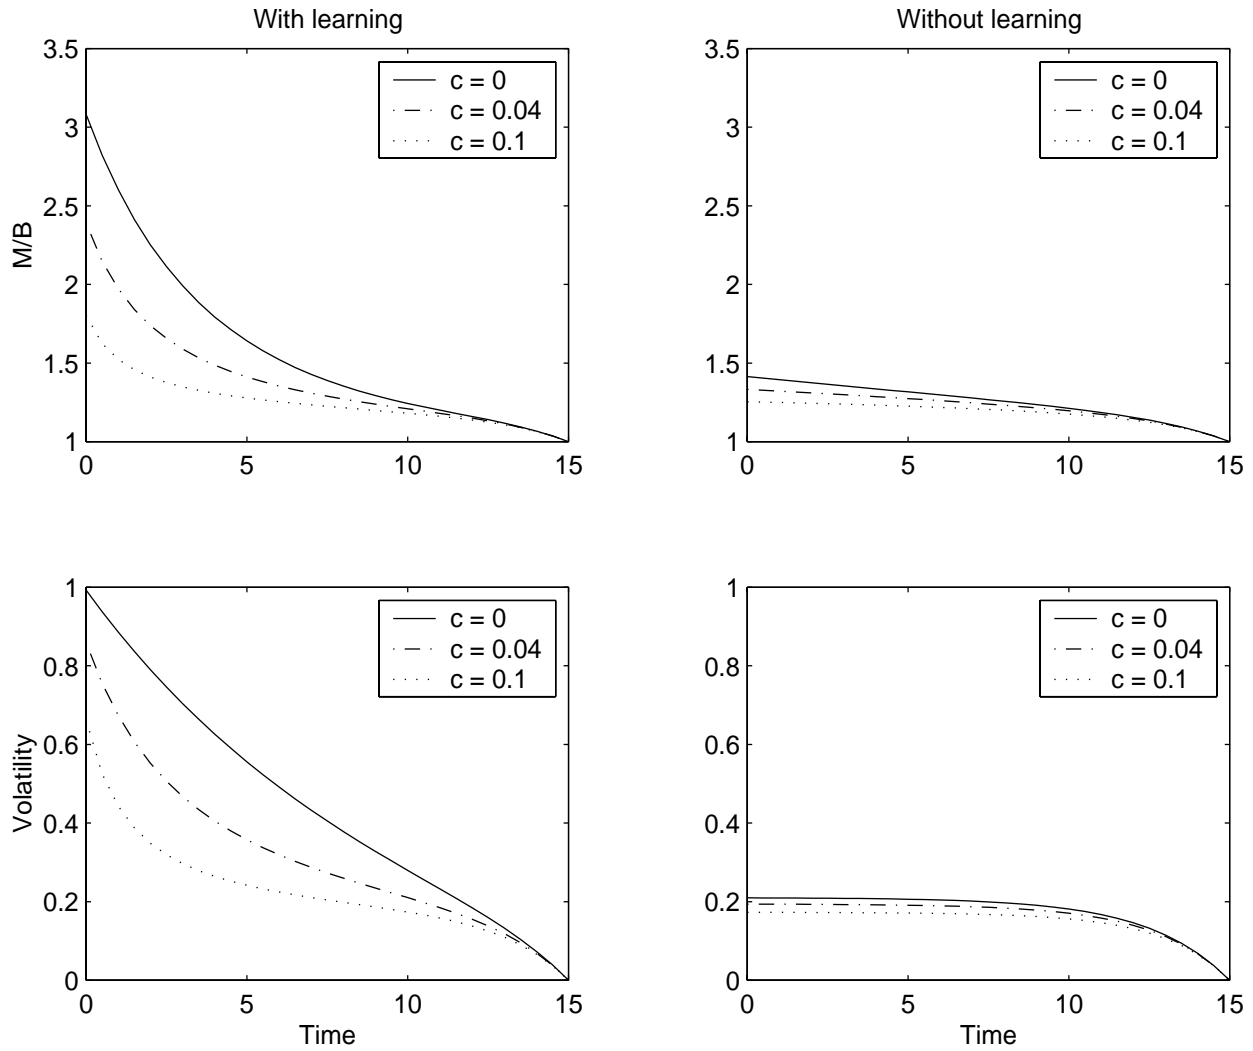 With learning
3.5
3
2.5
2
1.5
1
M/B
0 5 10 15
c = 0
c = 0.04
c = 0.1
Without learning
3.5
3
2.5
2
1.5
1
0 5 10 15
c = 0
c = 0.04
c = 0.1
1
0.8
0.6
0.4
0.2
0
Volatility
0 5 10 15
Time
c = 0
c = 0.04
c = 0.1
1
0.8
0.6
0.4
0.2
0
0 5 10 15
Time
c = 0
c = 0.04
c = 0.1